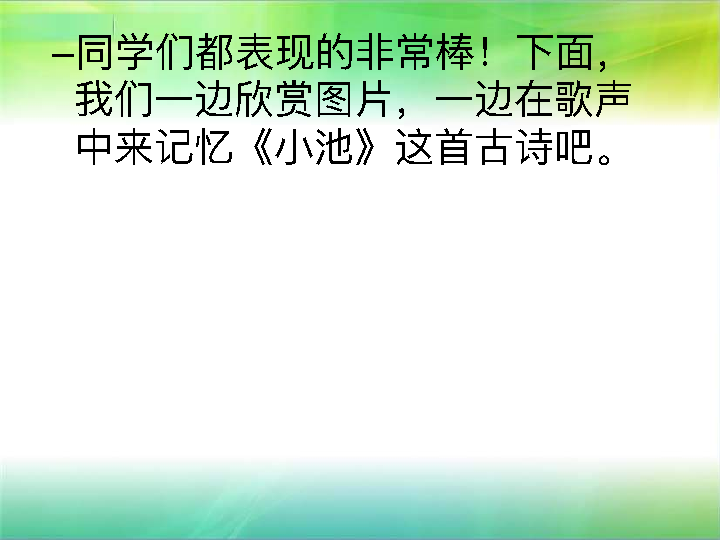 –同学们都表现的非常棒！下面，
我们一边欣赏图片，一边在歌声
中来记忆《小池》这首古诗吧。